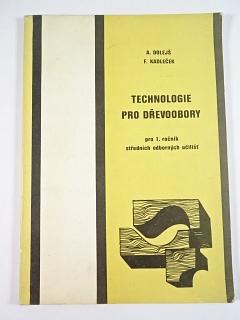 A. DOLEJŠ
F. KADLEČEK
TECHNOLOGIE
PRO DŘEVOOBORY
pro 1. ročník
středních odborných učilišť